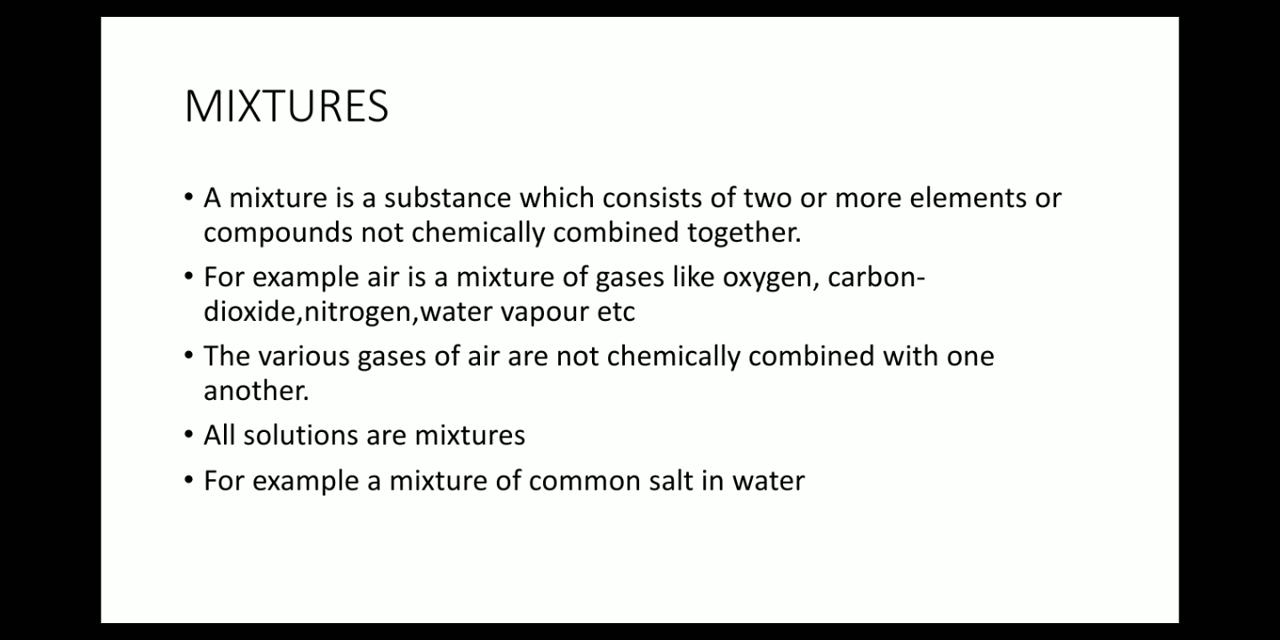 MIXTURES
• A mixture is a substance which consists of two or more elements or
compounds not chemically combined together.
• For example air is a mixture of gases like oxygen, carbon-
dioxide,nitrogen,water vapour etc
• The various gases of air are not chemically combined with one
another.
• All solutions are mixtures
• For example a mixture of common salt in water